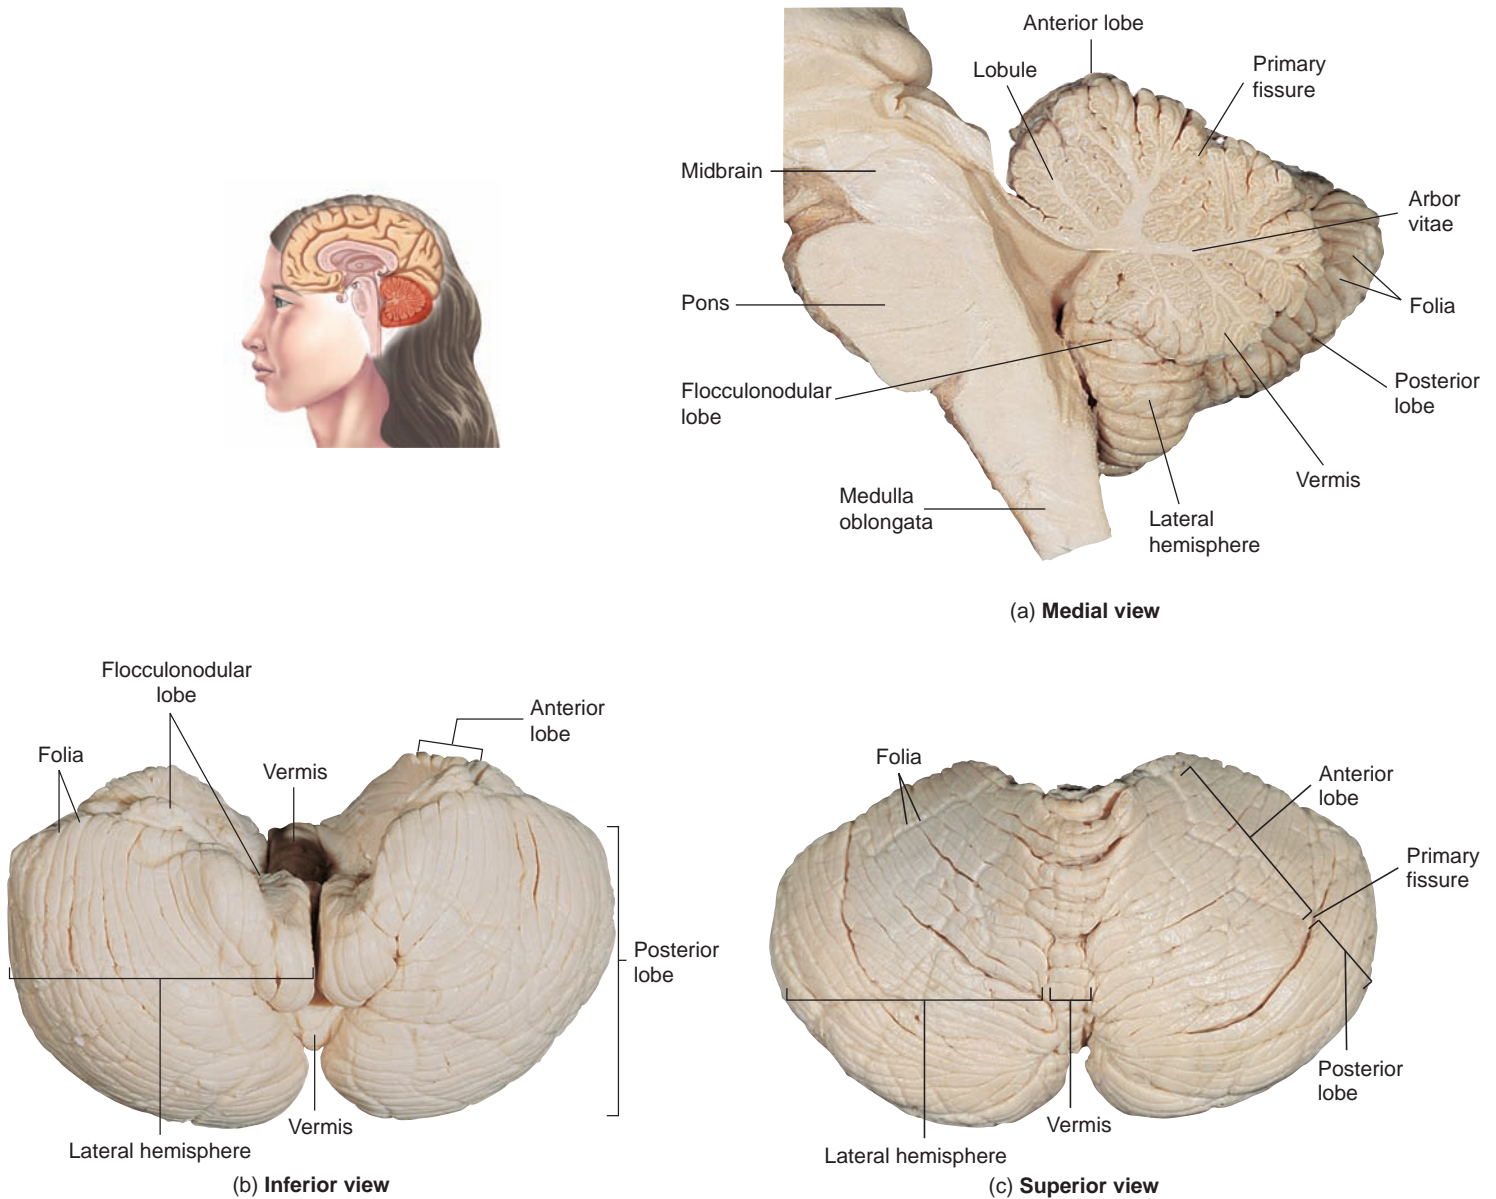 Anterior lobe
Lobule
Primary
fissure
Midbrain
Arbor
vitae
Pons
Folia
Flocculonodular
lobe
Posterior
lobe
Vermis
Medulla
oblongata
Lateral
hemisphere
(a) Medial view
Flocculonodular
lobe
Anterior
lobe
Folia
Vermis
Posterior
lobe
Vermis
Lateral hemisphere
(b) Inferior view
Folia
Anterior
lobe
Primary
fissure
Posterior
lobe
Vermis
Lateral hemisphere
(c) Superior view